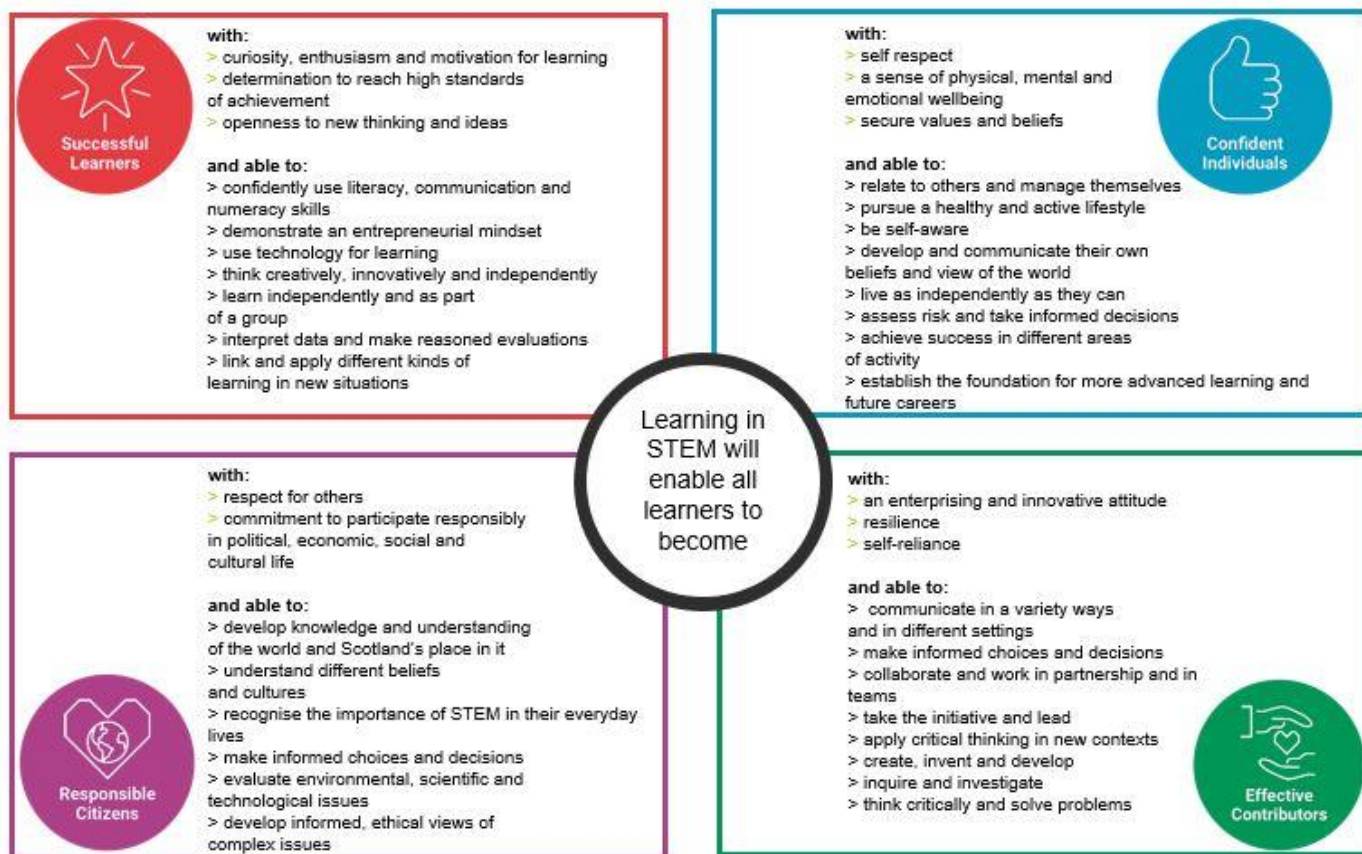 with:
> curiosity, enthusiasm and motivation for learning
> determination to reach high standards
of achievement
> openness to new thinking and ideas
Successful
Learners
and able to:
> confidently use literacy, communication and
numeracy skills
> demonstrate an entrepreneurial mindset
> use technology for learning
> think creatively, innovatively and independently
> learn independently and as part
of a group
> interpret data and make reasoned evaluations
> link and apply different kinds of
learning in new situations
with:
> self respect
> a sense of physical, mental and
emotional wellbeing
> secure values and beliefs
Confident
Individuals
and able to:
> relate to others and manage themselves
> pursue a healthy and active lifestyle
> be self-aware
> develop and communicate their own
beliefs and view of the world
> live as independently as they can
> assess risk and take informed decisions
> achieve success in different areas
of activity
> establish the foundation for more advanced learning and
future careers
Learning in
STEM will
enable all
learners to
become
with:
> respect for others
> commitment to participate responsibly
in political, economic, social and
cultural life
and able to:
> develop knowledge and understanding
of the world and Scotland's place in it
> understand different beliefs
and cultures
> recognise the importance of STEM in their everyday
lives
> make informed choices and decisions
> evaluate environmental, scientific and
technological issues
> develop informed, ethical views of
complex issues
Responsible
Citizens
with:
> an enterprising and innovative attitude
> resilience
> self-reliance
and able to:
> communicate in a variety ways
and in different settings
> make informed choices and decisions
> collaborate and work in partnership and in
teams
> take the initiative and lead
> apply critical thinking in new contexts
> create, invent and develop
> inquire and investigate
> think critically and solve problems
Effective
Contributors